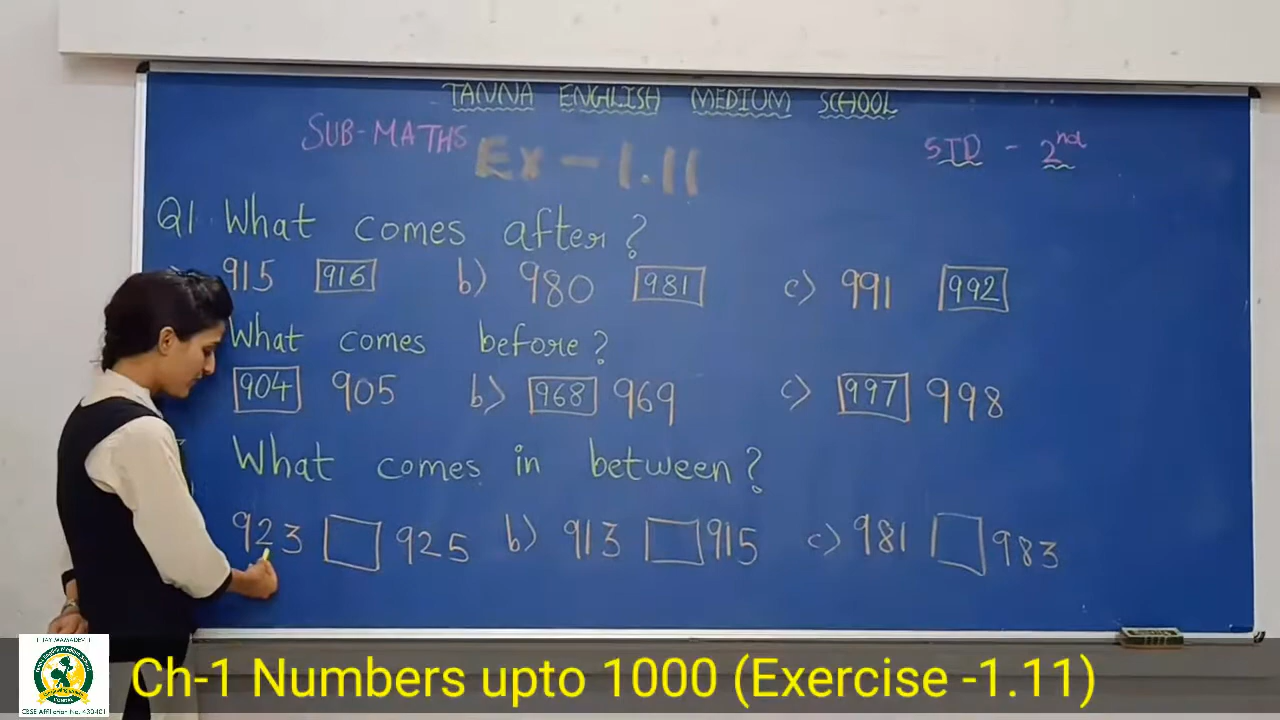 TANNA ENGHLISH MEDIUM SCHOOL
SUB-MATHS
Ex-1.11
STD - 2nd
Q1 What comes after?
915 916 b) 980 981 c) 991 992
What comes before?
904 905 b) 968 969 c) 997 998
What comes in between?
923 925 b) 913 915 c) 981 983
Ch-1 Numbers upto 1000 (Exercise -1.11)